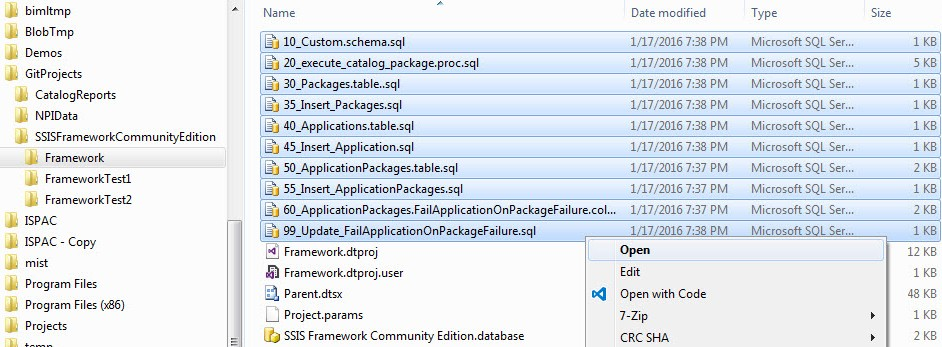 bimltmp
BlobTmp
Demos
GitProjects
CatalogReports
NPIData
SSISFrameworkCommunityEdition
Framework
FrameworkTest1
FrameworkTest2
ISPAC
ISPAC - Copy
mist
Program Files
Program Files (x86)
Projects
temp
Name Date modified Type Size
10_Custom.schema.sql 1/17/2016 7:38 PM Microsoft SQL Ser... 1 KB
20_execute_catalog_package.proc.sql 1/17/2016 7:38 PM Microsoft SQL Ser... 5 KB
30_Packages.table..sql 1/17/2016 7:38 PM Microsoft SQL Ser... 1 KB
35_Insert_Packages.sql 1/17/2016 7:38 PM Microsoft SQL Ser... 1 KB
40_Applications.table.sql 1/17/2016 7:38 PM Microsoft SQL Ser... 1 KB
45_Insert_Application.sql 1/17/2016 7:38 PM Microsoft SQL Ser... 1 KB
50_ApplicationPackages.table.sql 1/17/2016 7:37 PM Microsoft SQL Ser... 2 KB
55_Insert_ApplicationPackages.sql 1/17/2016 7:37 PM Microsoft SQL Ser... 1 KB
60_ApplicationPackages.FailApplicationOnPackageFailure.col... 1/17/2016 7:37 PM Microsoft SQL Ser... 2 KB
99_Update_FailApplicationOnPackageFailure.sql 1/17/2016 7:38 PM Microsoft SQL Ser... 1 KB
Framework.dtproj 12 KB
Framework.dtproj.user 2 KB
Parent.dtsx 48 KB
Project.params 1 KB
SSIS Framework Community Edition.database 2 KB
Open
Edit
Open with Code
7-Zip
CRC SHA